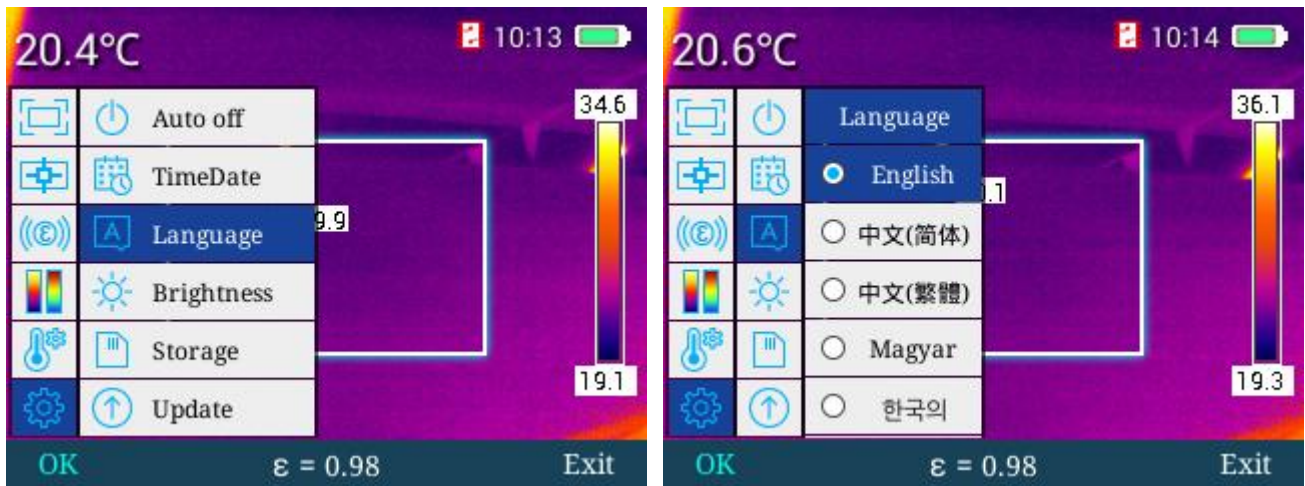 20.4°C
10:13
34.6
Auto off
TimeDate
Language
Brightness
Storage
Update
9.9
19.1
OK
ε = 0.98
Exit
20.6°C
10:14
36.1
Language
English
中文(简体)
中文(繁體)
Magyar
한국의
.1
19.3
OK
ε = 0.98
Exit